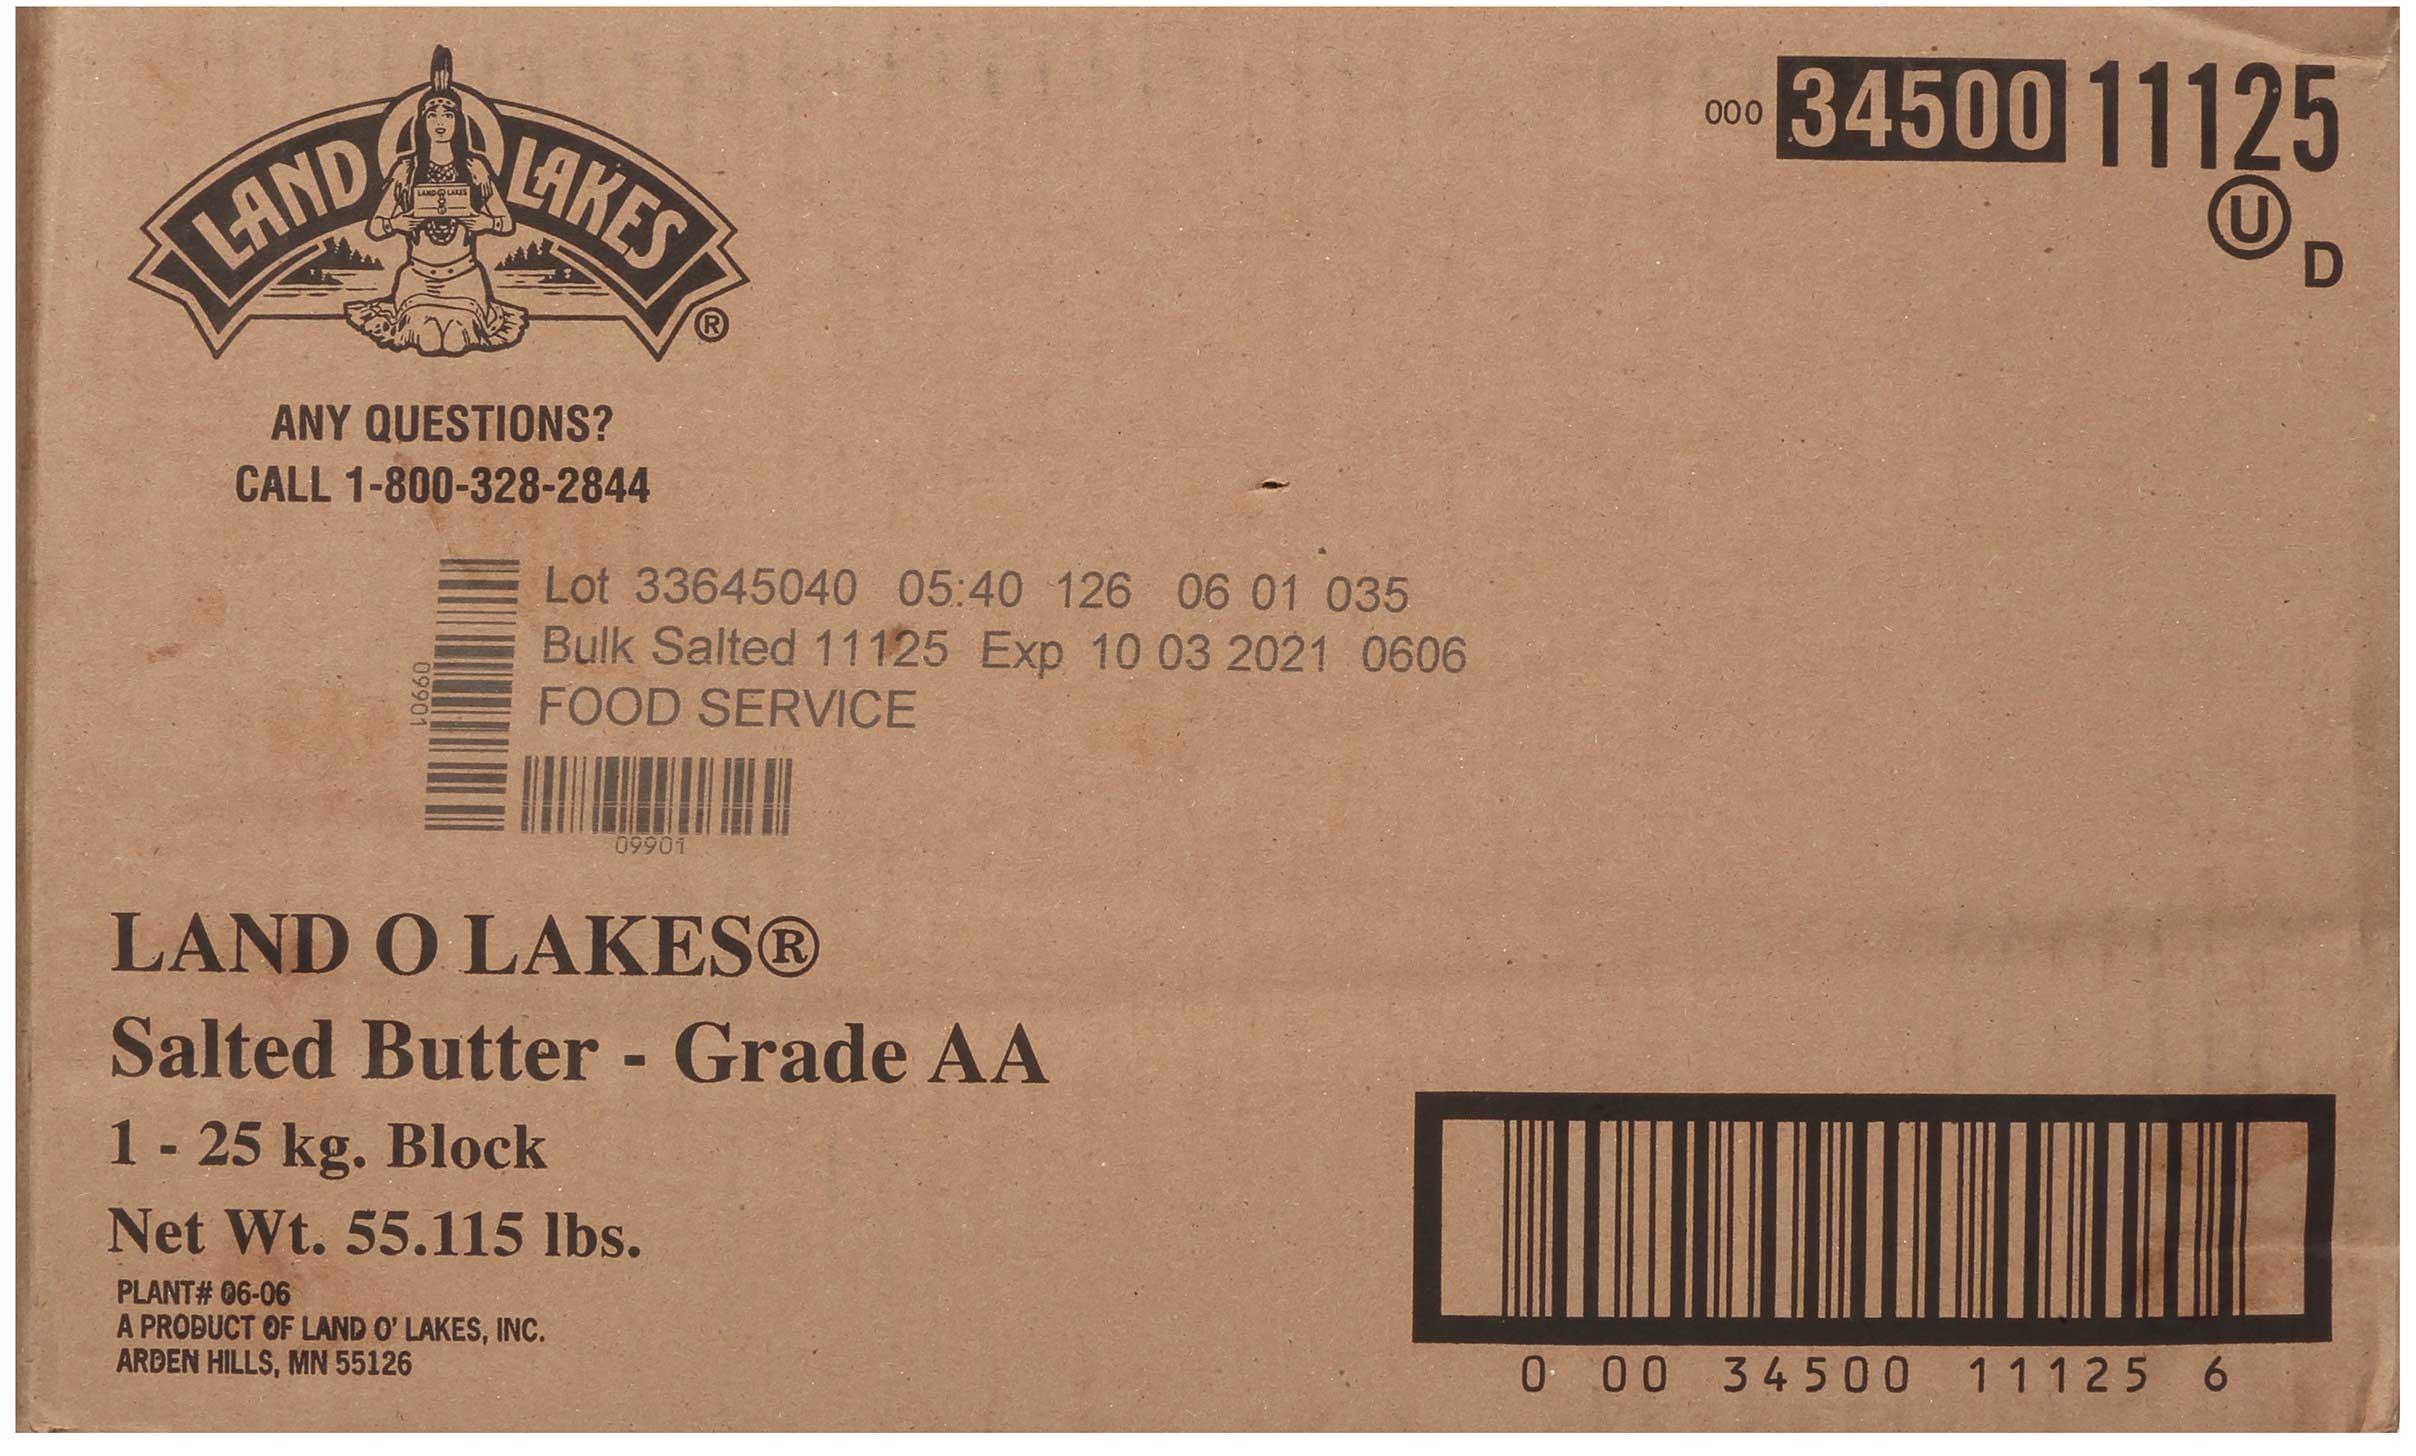 LAND O LAKES
LAND O LAKES
®
000 34500 11125
U D
ANY QUESTIONS?
CALL 1-800-328-2844
Lot 33645040 05:40 126 06 01 035
Bulk Salted 11125 Exp 10 03 2021 0606
FOOD SERVICE
09901
09901
LAND O LAKES®
Salted Butter - Grade AA
1 - 25 kg. Block
Net Wt. 55.115 lbs.
PLANT# 06-06
A PRODUCT OF LAND O' LAKES, INC.
ARDEN HILLS, MN 55126
0 00 34500 11125 6